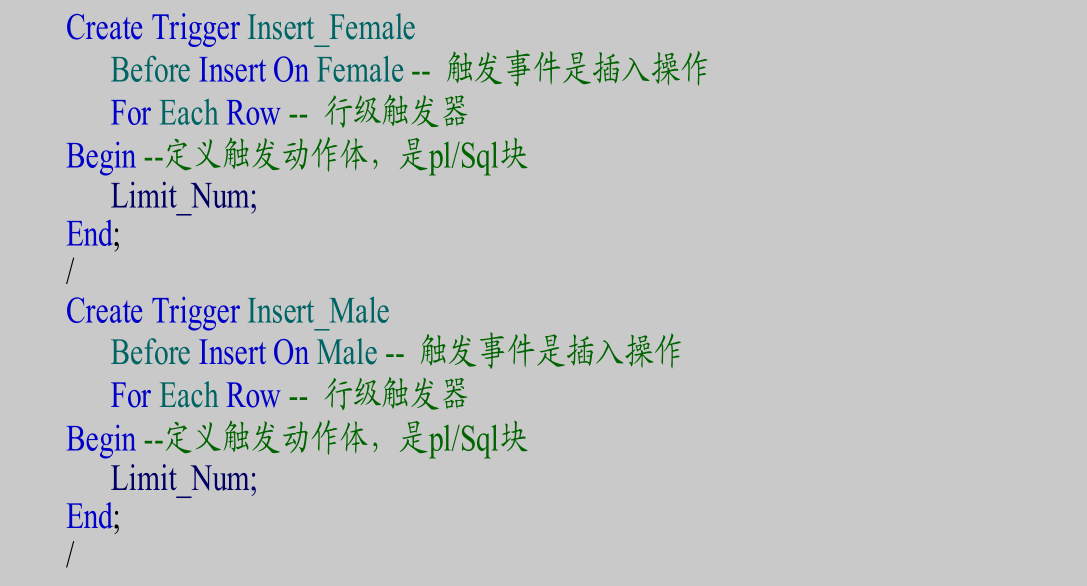 Create Trigger Insert_Female
Before Insert On Female -- 触发事件是插入操作
For Each Row -- 行级触发器
Begin --定义触发动作体，是pl/Sql块
Limit_Num;
End;
/
Create Trigger Insert_Male
Before Insert On Male -- 触发事件是插入操作
For Each Row -- 行级触发器
Begin --定义触发动作体，是pl/Sql块
Limit_Num;
End;
/